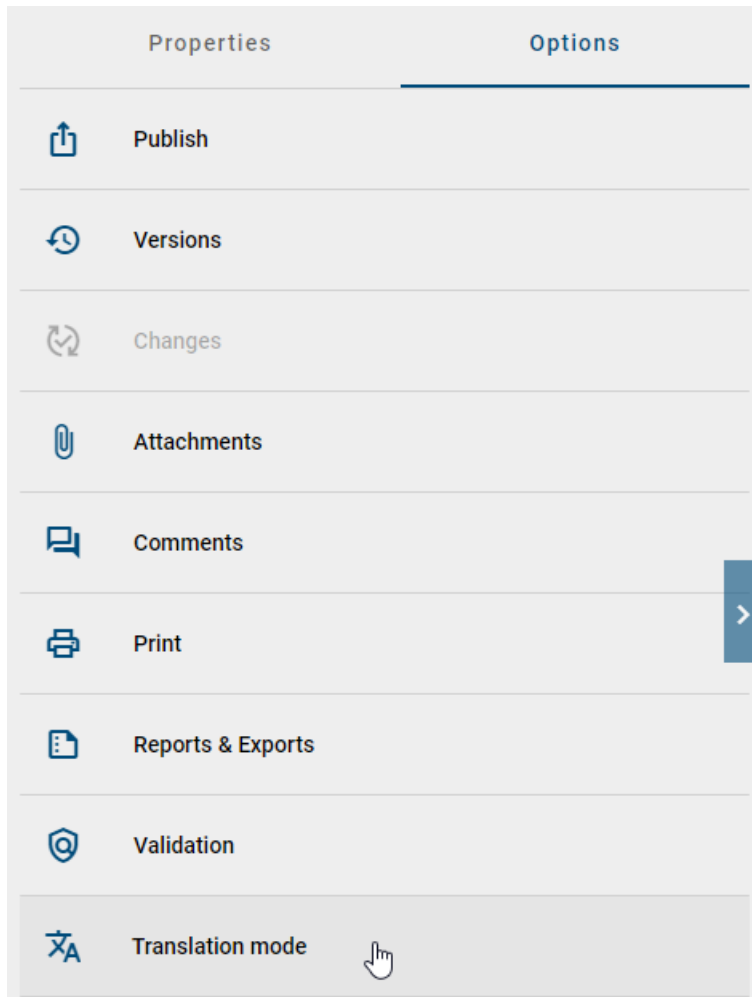 Properties Options
Publish
Versions
Changes
Attachments
Comments
Print
Reports & Exports
Validation
Translation mode